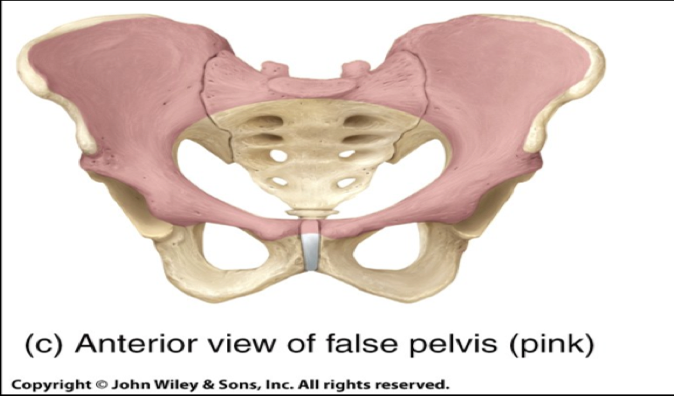 (c) Anterior view of false pelvis (pink)
Copyright © John Wiley & Sons, Inc. All rights reserved.